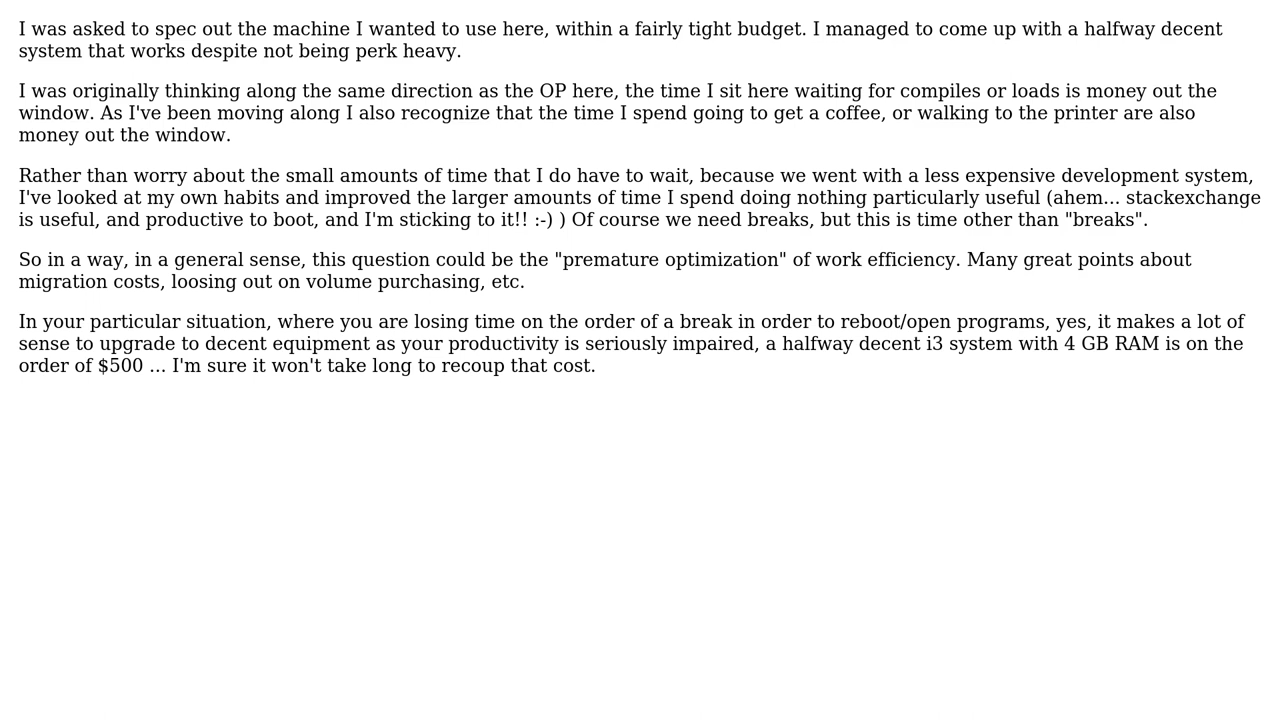 I was asked to spec out the machine I wanted to use here, within a fairly tight budget. I managed to come up with a halfway decent
system that works despite not being perk heavy.
I was originally thinking along the same direction as the OP here, the time I sit here waiting for compiles or loads is money out the
window. As I've been moving along I also recognize that the time I spend going to get a coffee, or walking to the printer are also
money out the window.
Rather than worry about the small amounts of time that I do have to wait, because we went with a less expensive development system,
I've looked at my own habits and improved the larger amounts of time I spend doing nothing particularly useful (ahem... stackexchange
is useful, and productive to boot, and I'm sticking to it!! :-) ) Of course we need breaks, but this is time other than "breaks".
So in a way, in a general sense, this question could be the "premature optimization" of work efficiency. Many great points about
migration costs, loosing out on volume purchasing, etc.
In your particular situation, where you are losing time on the order of a break in order to reboot/open programs, yes, it makes a lot of
sense to upgrade to decent equipment as your productivity is seriously impaired, a halfway decent i3 system with 4 GB RAM is on the
order of $500 ... I'm sure it won't take long to recoup that cost.